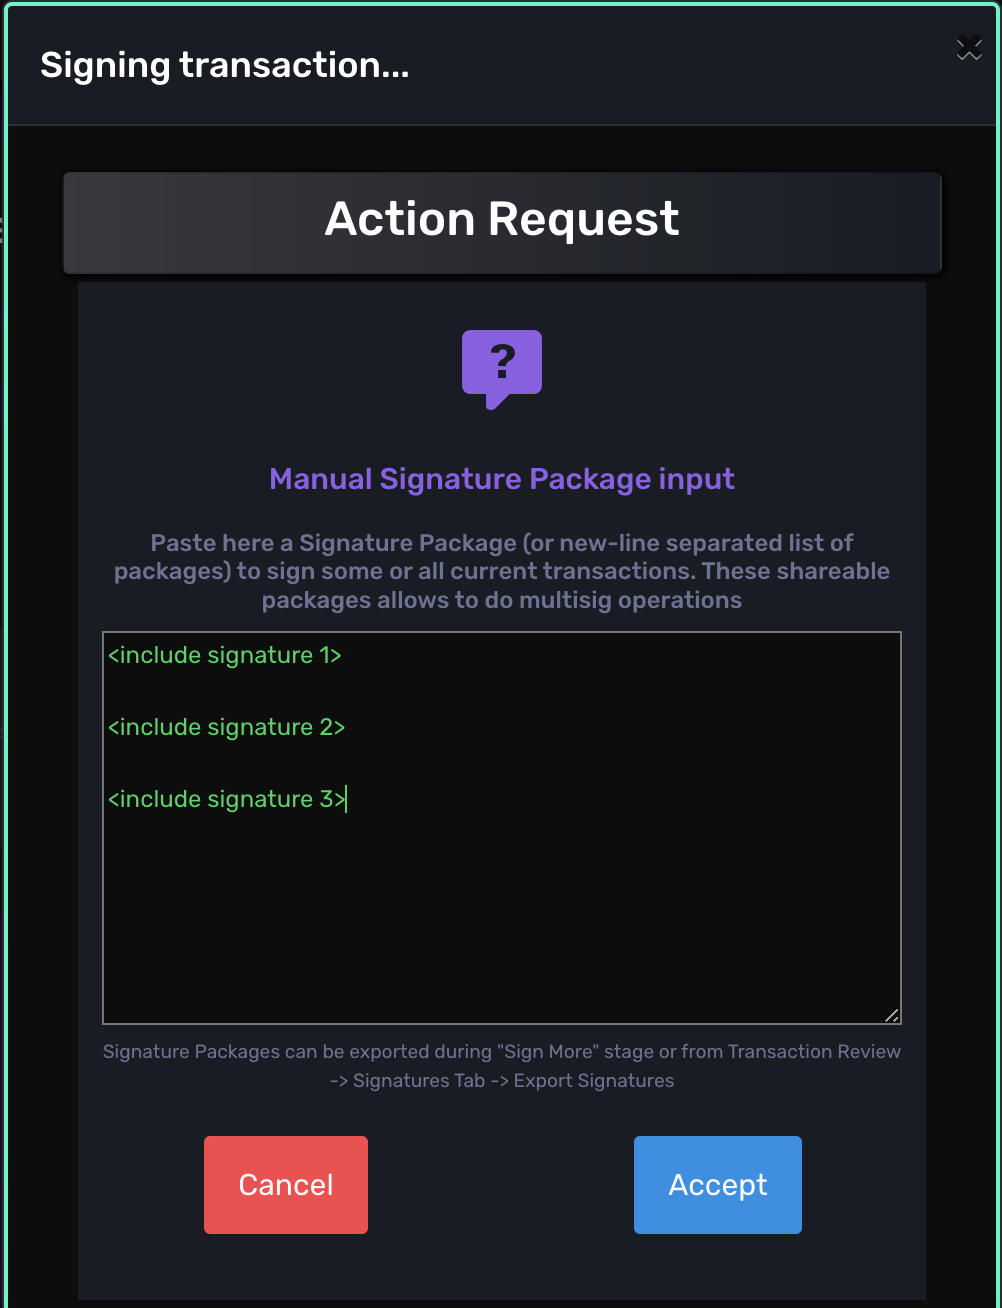 Signing transaction...
Action Request
?
Manual Signature Package input
Paste here a Signature Package (or new-line separated list of
packages) to sign some or all current transactions. These shareable
packages allows to do multisig operations
<include signature 1>
<include signature 2>
<include signature 3>
Signature Packages can be exported during "Sign More" stage or from Transaction Review
-> Signatures Tab -> Export Signatures
Cancel
Accept